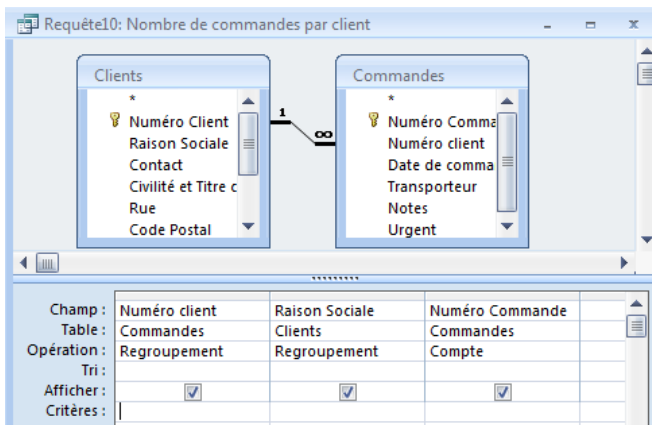 Requête10: Nombre de commandes par client
Clients
*
Numéro Client
Raison Sociale
Contact
Civilité et Titre c
Rue
Code Postal
1
∞
Commandes
*
Numéro Comma
Numéro client
Date de comma
Transporteur
Notes
Urgent
Champ : Numéro client Raison Sociale Numéro Commande
Table : Commandes Clients Commandes
Opération : Regroupement Regroupement Compte
Tri :
Afficher :
Critères :